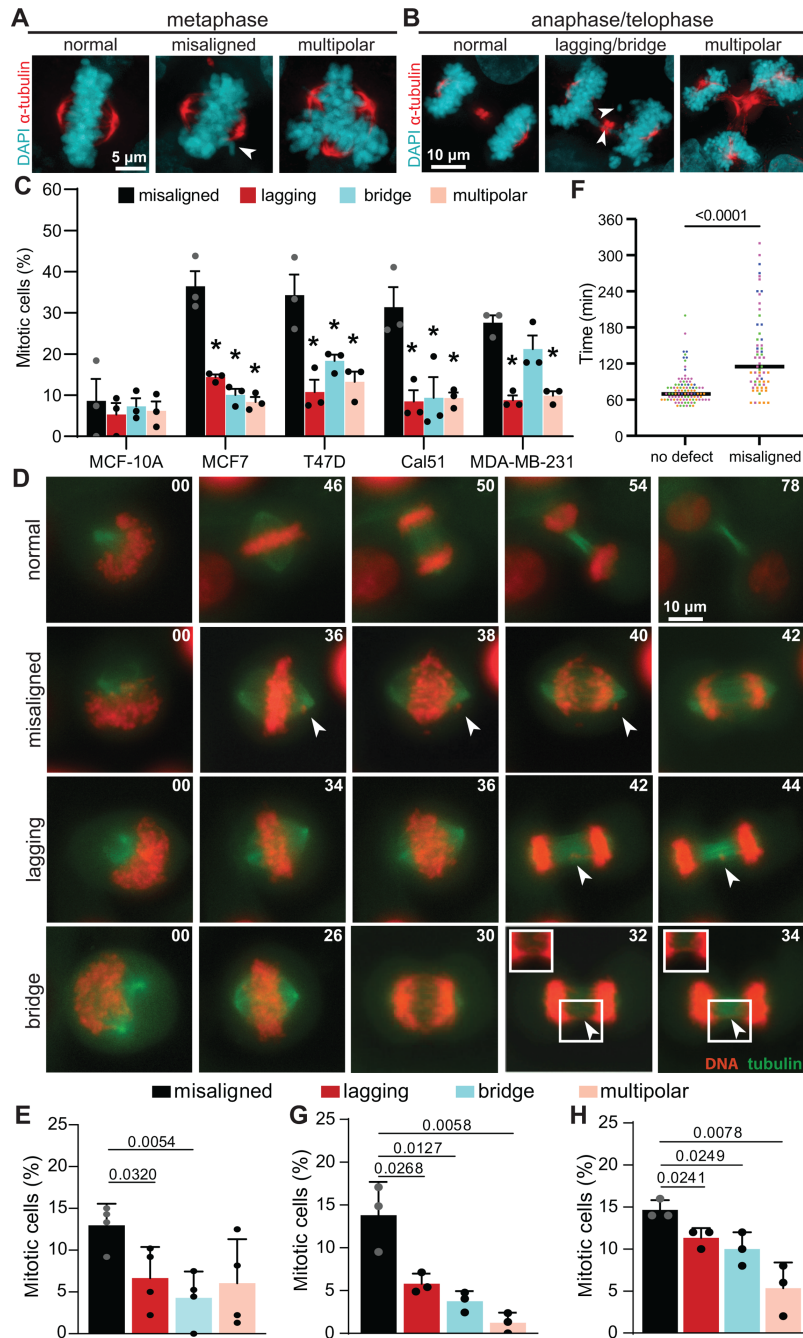 A
metaphase
normal misaligned multipolar
DAPI α-tubulin
5 μm
B
anaphase/telophase
normal lagging/bridge multipolar
DAPI α-tubulin
10 μm
C
misaligned lagging bridge multipolar
Mitotic cells (%)
60
50
40
30
20
10
0
* * *
* * *
* * *
* *
MCF-10A MCF7 T47D Cal51 MDA-MB-231
F
<0.0001
Time (min)
360
300
240
180
120
60
0
no defect misaligned
D
normal
00 46 50 54 78
10 μm
misaligned
00 36 38 40 42
lagging
00 34 36 42 44
bridge
00 26 30 32 34
DNA tubulin
misaligned lagging bridge multipolar
E
Mitotic cells (%)
25
20
15
10
5
0
0.0054
0.0320
G
Mitotic cells (%)
25
20
15
10
5
0
0.0058
0.0127
0.0268
H
Mitotic cells (%)
25
20
15
10
5
0
0.0078
0.0249
0.0241